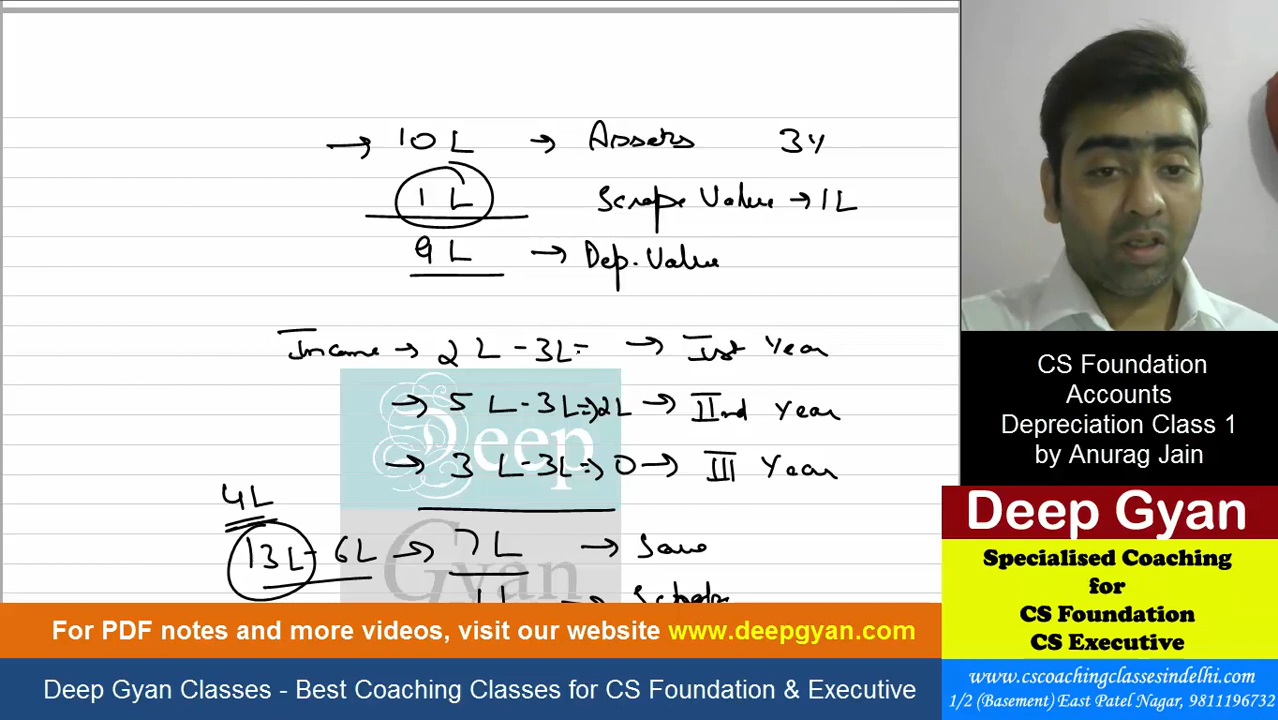 → 10 L → Assets 3Y
1 L Scrape Value → 1L
9L → Dep. Value
Income → 2 L - 3L= → Ist Year
→ 5 L - 3L => 2L → IInd Year
→ 3 L - 3L => 0 → III Year
4L
13L - 6L → 7 L → Save
1L →
Deep
Gyan
CS Foundation
Accounts
Depreciation Class 1
by Anurag Jain
Deep Gyan
Specialised Coaching
for
CS Foundation
CS Executive
www.cscoachingclassesindelhi.com
1/2 (Basement) East Patel Nagar, 9811196732
For PDF notes and more videos, visit our website www.deepgyan.com
Deep Gyan Classes - Best Coaching Classes for CS Foundation & Executive